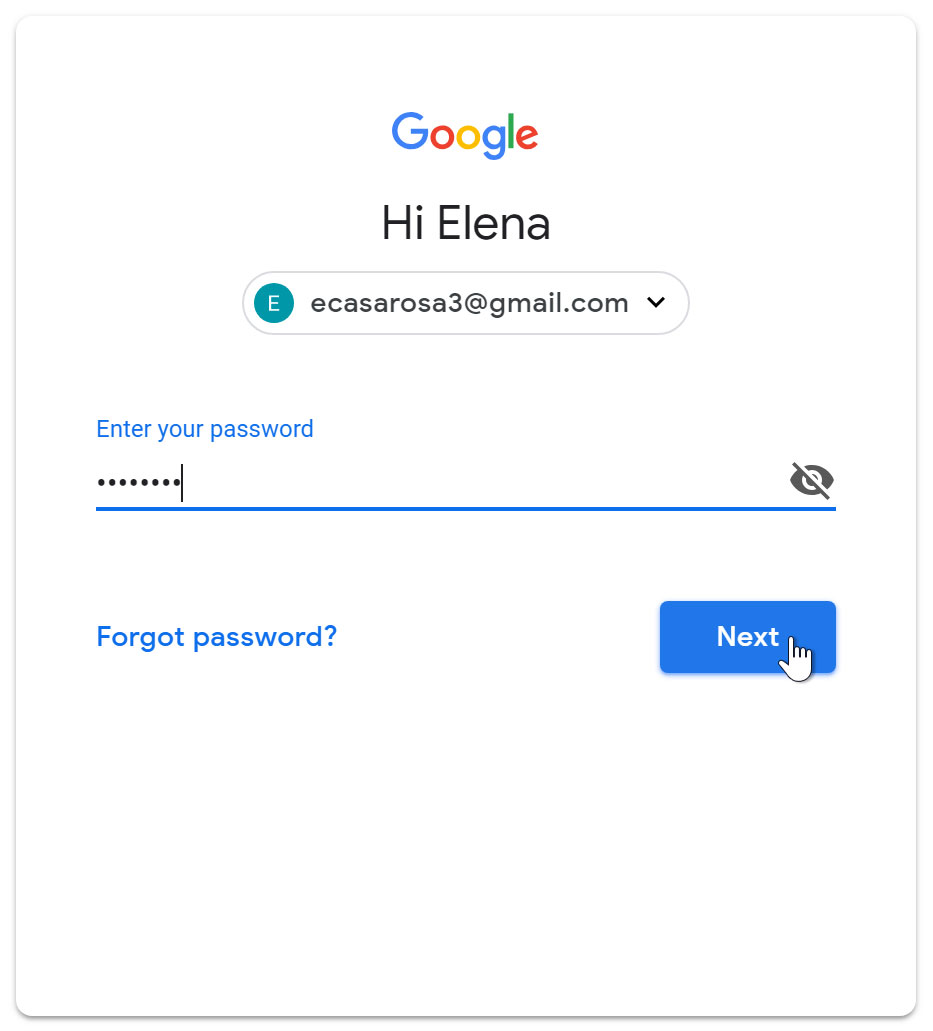 Google
Hi Elena
E ecasarosa3@gmail.com
Enter your password
••••••••
Forgot password?
Next